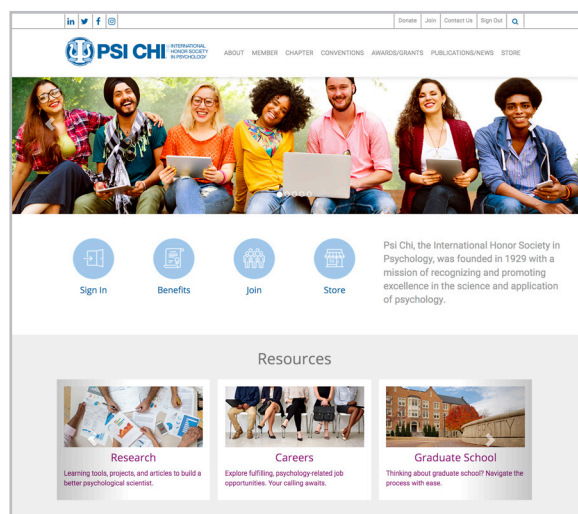 Donate Join Contact Us Sign Out
PSI CHI INTERNATIONAL
HONOR SOCIETY
IN PSYCHOLOGY
ABOUT MEMBER CHAPTER CONVENTIONS AWARDS/GRANTS PUBLICATIONS/NEWS STORE
Sign In Benefits Join Store
Psi Chi, the International Honor Society in
Psychology, was founded in 1929 with a
mission of recognizing and promoting
excellence in the science and application
of psychology.
Resources
Research
Learning tools, projects, and articles to build a
better psychological scientist.
Careers
Explore fulfilling, psychology-related job
opportunities. Your calling awaits.
Graduate School
Thinking about graduate school? Navigate the
process with ease.